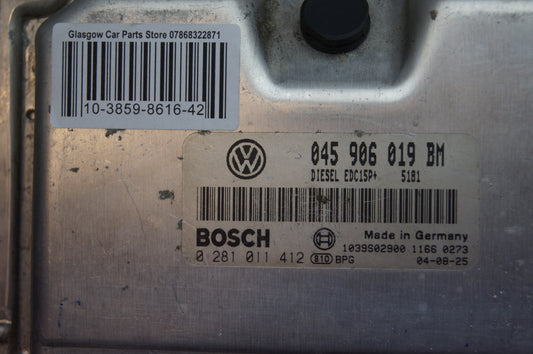 Glasgow Car Parts Store 07868322871
10-3859-8616-42
045 906 019 BM
DIESEL EDC15P+ 5181
BOSCH
Made in Germany
1039S02900 1166 0273
0 281 011 412 810 BPG 04-08-25